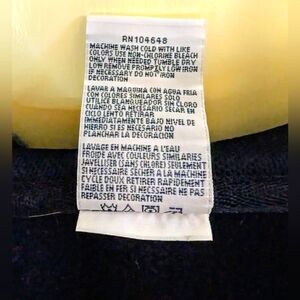 RN104648
MACHINE WASH COLD WITH LIKE
COLORS USE NON-CHLORINE BLEACH
ONLY WHEN NEEDED TUMBLE DRY
LOW REMOVE PROMPTLY LOW IRON
IF NECESSARY DO NOT IRON
DECORATION
LAVAR A MAQUINA CON AGUA FRIA
CON COLORES SIMILARES SOLO
UTILICE BLANQUEADOR SIN CLORO
CUANDO SEA NECESARIO SECAR EN
CICLO LENTO RETIRAR
IMMEDIATAMENTE BAJO NIVEL DE
HIERRO SI ES NECESARIO NO
PLANCHAR LA DECORATION
LAVAGE EN MACHINE A L'EAU
FROIDE AVEC COULEURS SIMILAIRES
JAVELLISER (SANS CHLORE) SEULEMENT
SI NECESSAIRE SECHER A LA MACHINE
CYCLE DOUX RETIRER RAPIDEMENT
FAIBLE EN FER SI NECSSAIRE NE PAS
REPASSER DECORATION